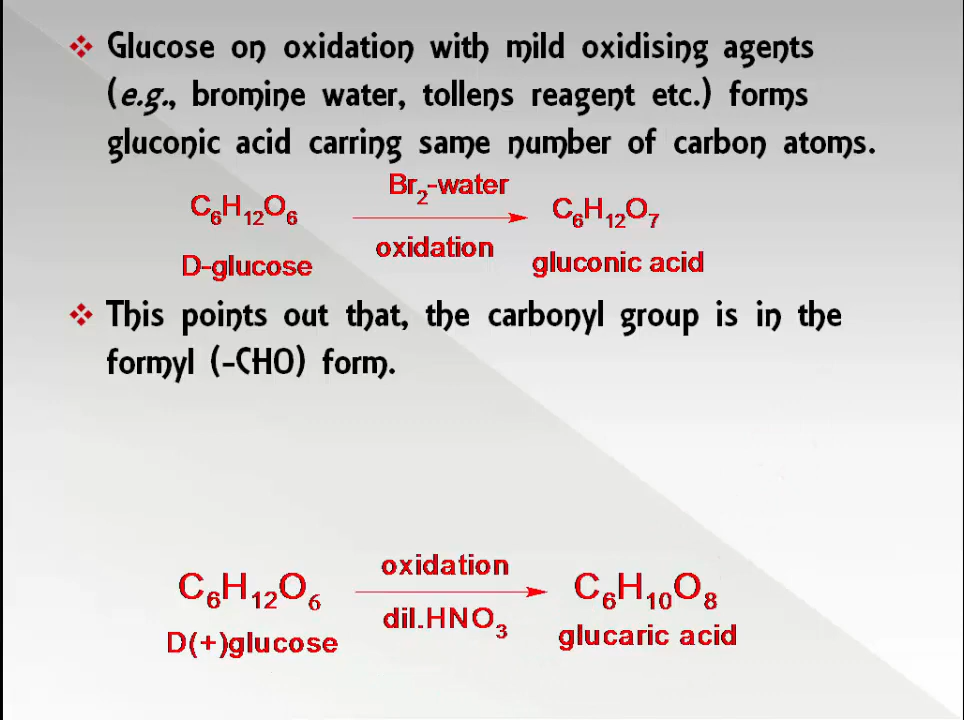 ❖ Glucose on oxidation with mild oxidising agents
(e.g., bromine water, tollens reagent etc.) forms
gluconic acid carring same number of carbon atoms.
C₆H₁₂O₆ Br₂-water C₆H₁₂O₇
D-glucose oxidation gluconic acid
❖ This points out that, the carbonyl group is in the
formyl (-CHO) form.
C₆H₁₂O₆ oxidation C₆H₁₀O₈
D(+)glucose dil.HNO₃ glucaric acid